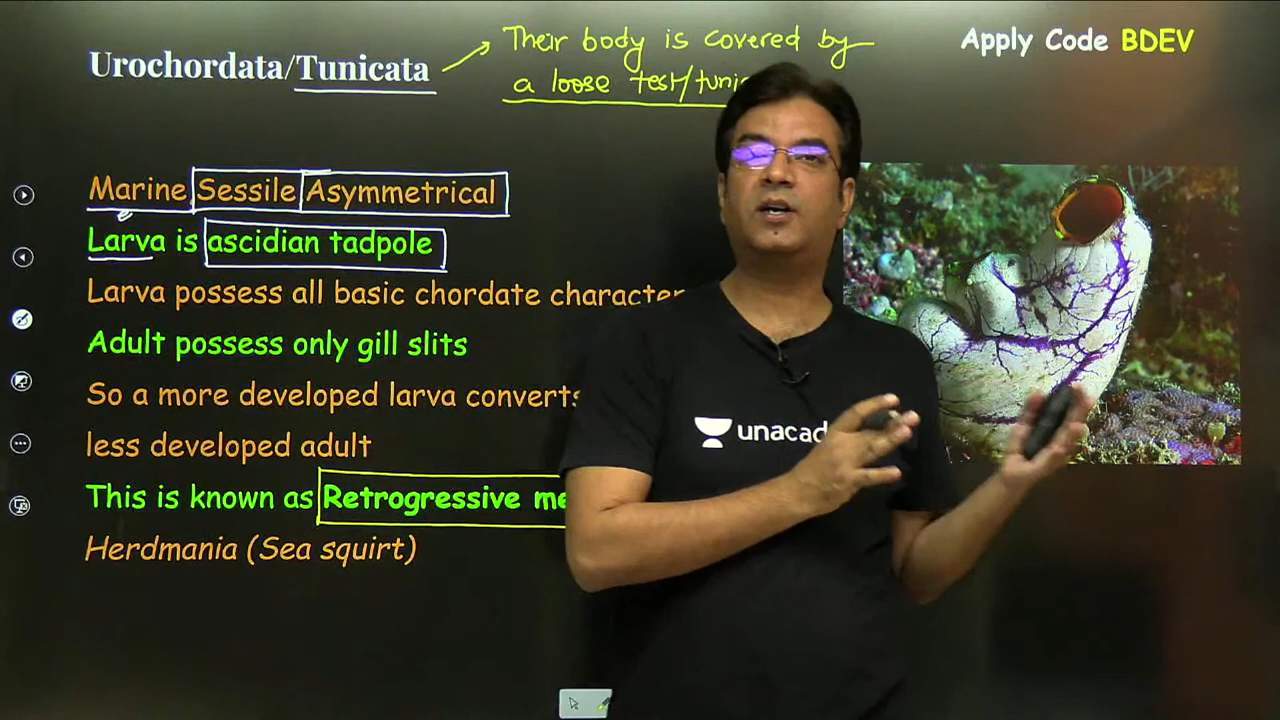 Urochordata/Tunicata
Their body is covered by
a loose test/tunic
Apply Code BDEV
Marine Sessile Asymmetrical
Larva is ascidian tadpole
Larva possess all basic chordate character
Adult possess only gill slits
So a more developed larva converts
less developed adult
This is known as Retrogressive me
Herdmania (Sea squirt)
unacad